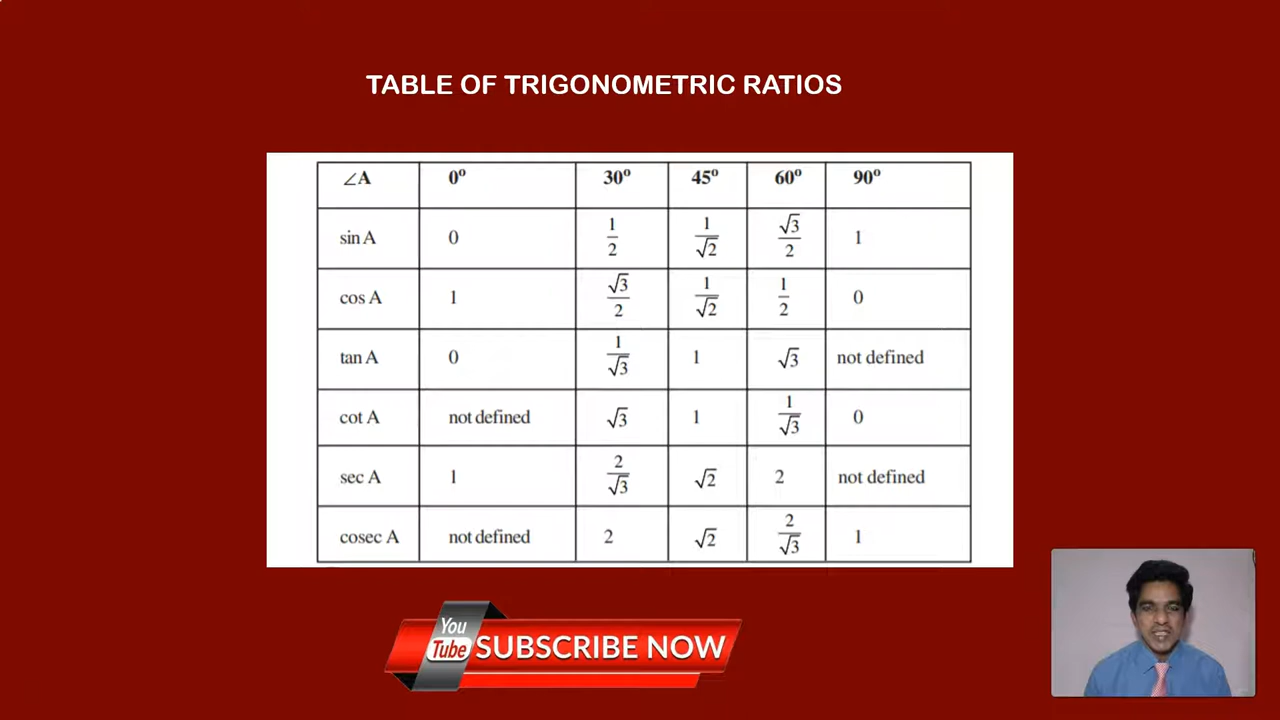 TABLE OF TRIGONOMETRIC RATIOS
∠A 0° 30° 45° 60° 90°
sin A 0 1/2 1/√2 √3/2 1
cos A 1 √3/2 1/√2 1/2 0
tan A 0 1/√3 1 √3 not defined
cot A not defined √3 1 1/√3 0
sec A 1 2/√3 √2 2 not defined
cosec A not defined 2 √2 2/√3 1
You
Tube SUBSCRIBE NOW